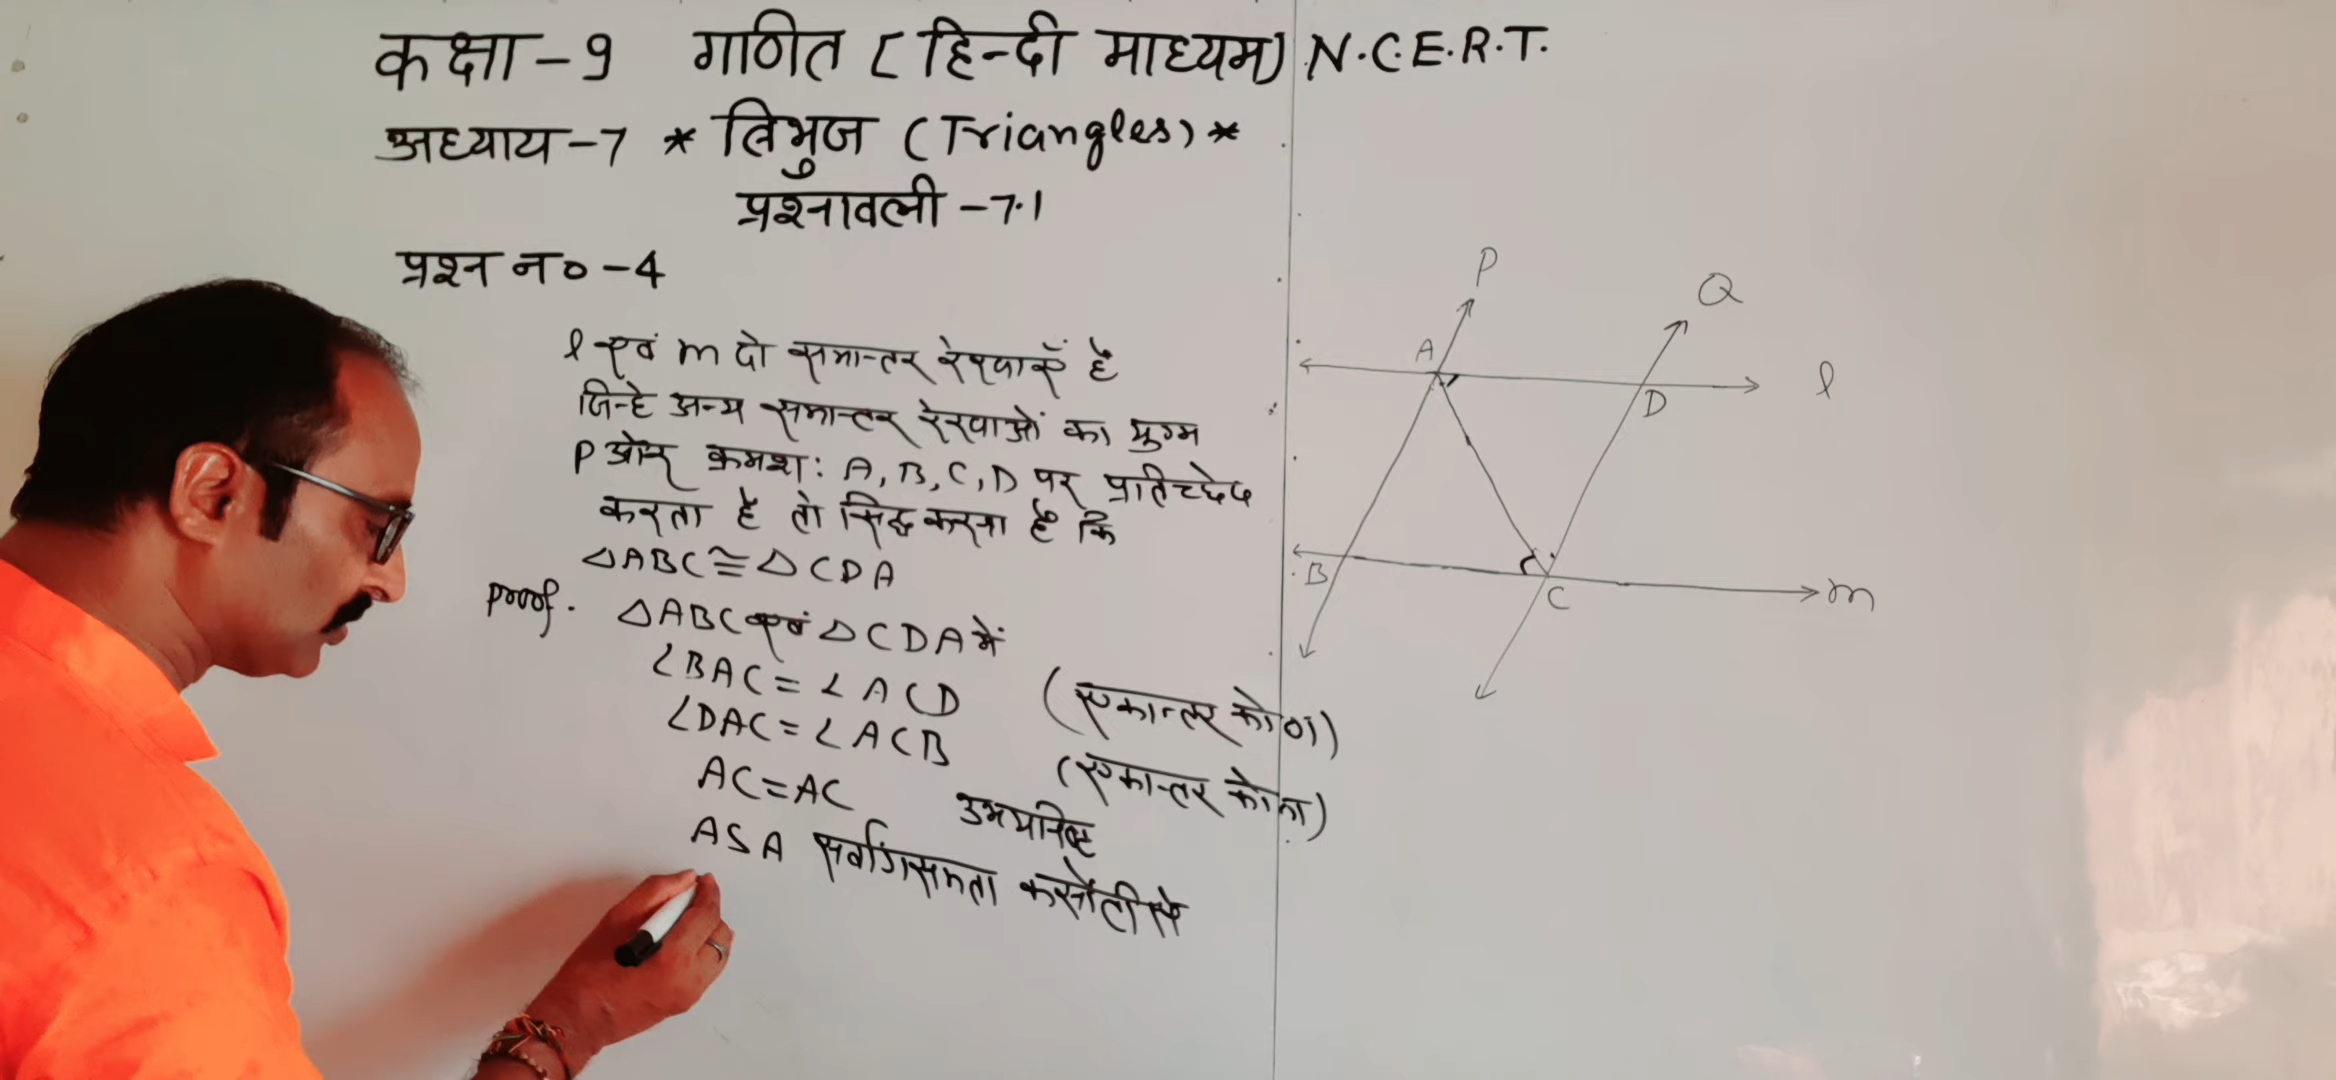 कक्षा-9 गणित (हिन्दी माध्यम) N.C.E.R.T.
अध्याय-7 * त्रिभुज (Triangles) *
प्रश्नावली-7.1
प्रश्न न०-4
l एवं m दो समान्तर रेखाएँ है
जिन्हे अन्य समान्तर रेखाओं का युग्म
P और क्रमश: A, B, C, D पर प्रतिच्छेद
करता है तो सिद्ध करना है कि
△ABC≅△CDA
proof. △ABC एवं △CDA में
∠BAC=∠ACD (एकान्तर कोण)
∠DAC=∠ACB (एकान्तर कोण)
AC=AC उभयनिष्ठ
ASA सर्वांगसमता कसौटी से
P
Q
A
D
l
B
C
m